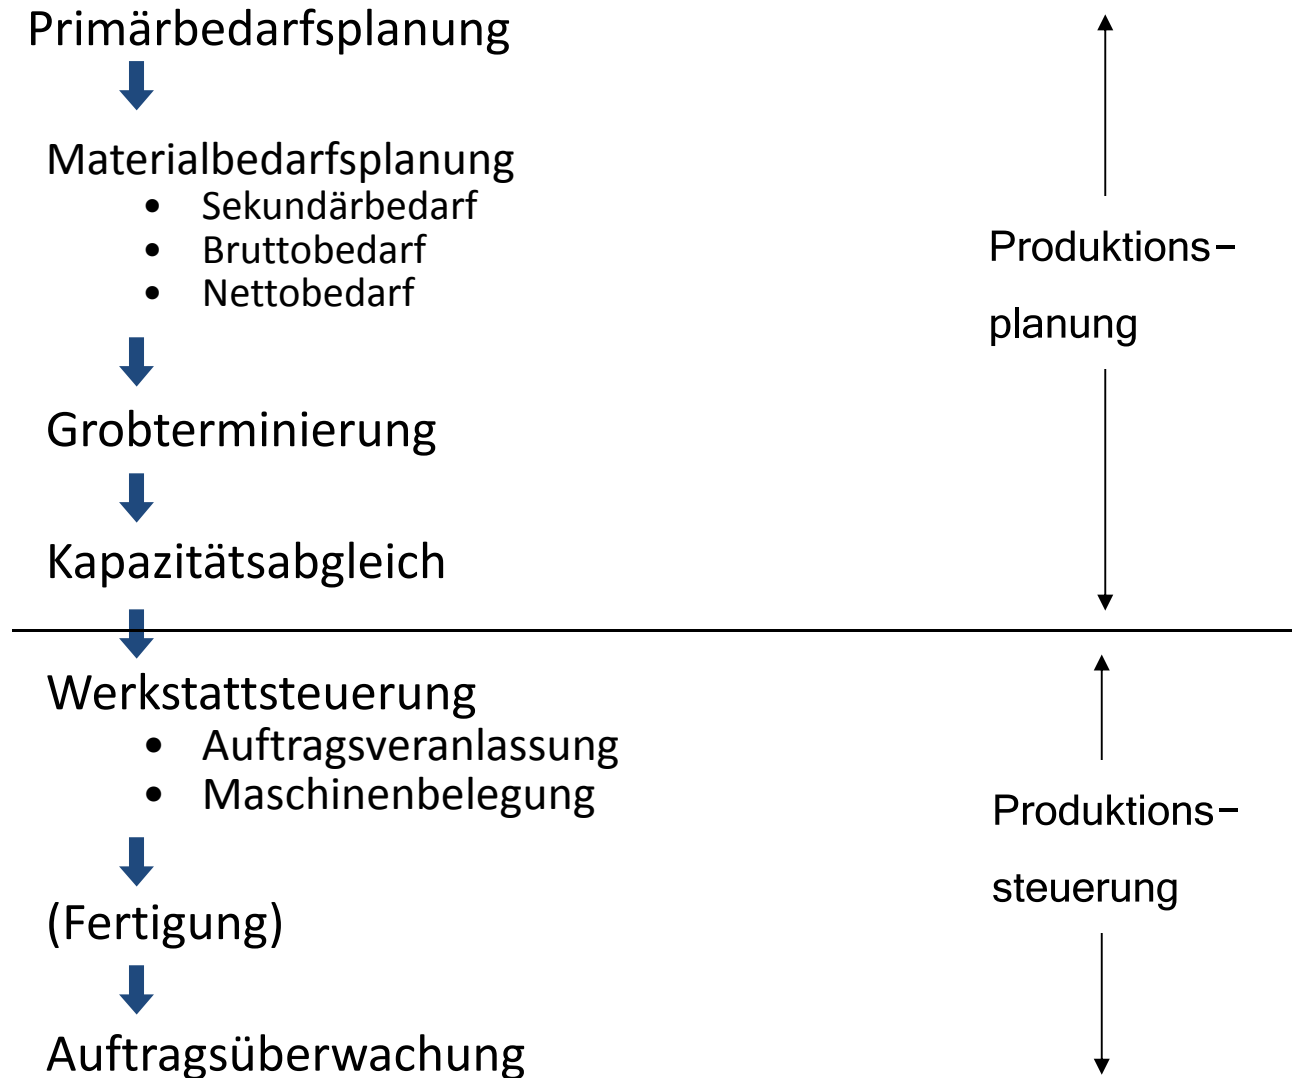 Primärbedarfsplanung
Materialbedarfsplanung
• Sekundärbedarf
• Bruttobedarf
• Nettobedarf
Grobterminierung
Kapazitätsabgleich
Produktions–
planung
Werkstattsteuerung
• Auftragsveranlassung
• Maschinenbelegung
(Fertigung)
Auftragsüberwachung
Produktions–
steuerung